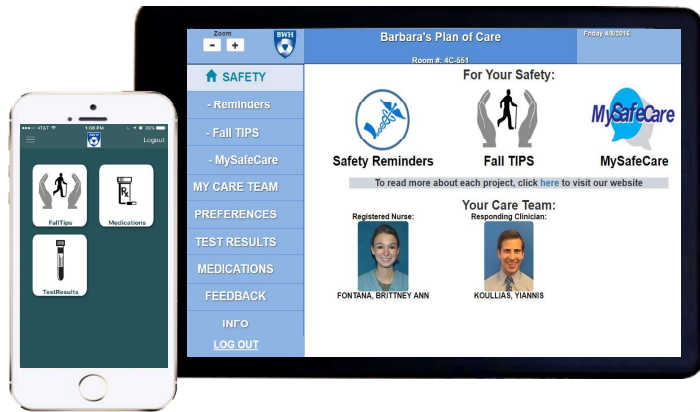 AT&T
1:06 PM
99%
BWH
Logout
FallTips
Rx
Medications
TestResults
Zoom
- +
BWH
Barbara's Plan of Care
Room #: 4C-551
Friday 4/8/2016
SAFETY
- Reminders
- Fall TIPS
- MySafeCare
MY CARE TEAM
PREFERENCES
TEST RESULTS
MEDICATIONS
FEEDBACK
INFO
LOG OUT
For Your Safety:
MySafeCare
Safety Reminders
Fall TIPS
MySafeCare
To read more about each project, click here to visit our website
Your Care Team:
Registered Nurse:
Responding Clinician:
FONTANA, BRITTNEY ANN
KOULLIAS, YIANNIS